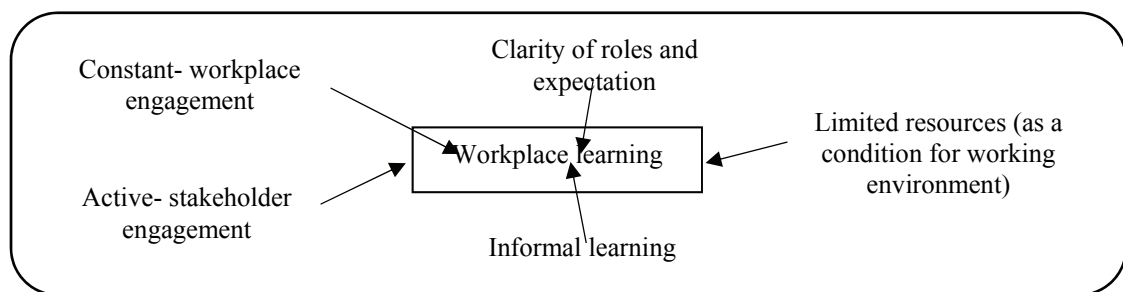 Constant- workplace
engagement
Clarity of roles and
expectation
Workplace learning
Limited resources (as a
condition for working
environment)
Active- stakeholder
engagement
Informal learning